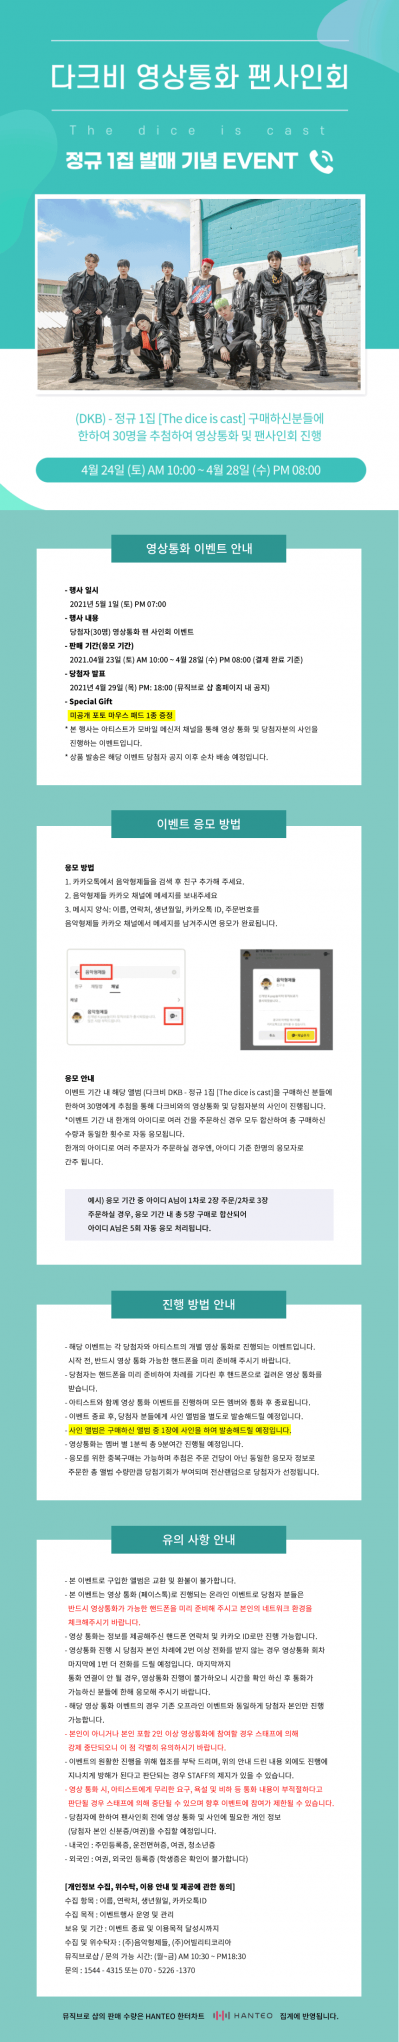 다크비 영상통화 팬사인회
The dice is cast
정규 1집 발매 기념 EVENT
(DKB) - 정규 1집 [The dice is cast] 구매하신분들에
한하여 30명을 추첨하여 영상통화 및 팬사인회 진행
4월 24일 (토) AM 10:00 ~ 4월 28일 (수) PM 08:00
영상통화 이벤트 안내
- 행사 일시
2021년 5월 1일 (토) PM 07:00
- 행사 내용
당첨자(30명) 영상통화 팬 사인회 이벤트
- 판매 기간(응모 기간)
2021.04월 23일 (토) AM 10:00 ~ 4월 28일 (수) PM 08:00 (결제 완료 기준)
- 당첨자 발표
2021년 4월 29일 (목) PM: 18:00 (뮤직브로 샵 홈페이지 내 공지)
- Special Gift
미공개 포토 마우스 패드 1종 증정
* 본 행사는 아티스트가 모바일 메신저 채널을 통해 영상 통화 및 당첨자분의 사인을
진행하는 이벤트입니다.
* 상품 발송은 해당 이벤트 당첨자 공지 이후 순차 배송 예정입니다.
이벤트 응모 방법
응모 방법
1. 카카오톡에서 음악형제들을 검색 후 친구 추가해 주세요.
2. 음악형제들 카카오 채널에 메세지를 보내주세요
3. 메시지 양식: 이름, 연락처, 생년월일, 카카오톡 ID, 주문번호를
음악형제들 카카오 채널에서 메세지를 남겨주시면 응모가 완료됩니다.
음악형제들
채널
음악형제들
응모 안내
이벤트 기간 내 해당 앨범 (다크비 DKB - 정규 1집 [The dice is cast]을 구매하신 분들에
한하여 30명에게 추첨을 통해 다크비와의 영상통화 및 당첨자분의 사인이 진행됩니다.
*이벤트 기간 내 한개의 아이디로 여러 건을 주문하신 경우 모두 합산하여 총 구매하신
수량과 동일한 횟수로 자동 응모됩니다.
한개의 아이디로 여러 주문자가 주문하실 경우엔, 아이디 기준 한명의 응모자로
간주 됩니다.
예시) 응모 기간 중 아이디 A님이 1차로 2장 주문/2차로 3장
주문하실 경우, 응모 기간 내 총 5장 구매로 합산되어
아이디 A님은 5회 자동 응모 처리됩니다.
진행 방법 안내
- 해당 이벤트는 각 당첨자와 아티스트의 개별 영상 통화로 진행되는 이벤트입니다.
시작 전, 반드시 영상 통화 가능한 핸드폰을 미리 준비해 주시기 바랍니다.
- 당첨자는 핸드폰을 미리 준비하여 차례를 기다린 후 핸드폰으로 걸려온 영상 통화를
받습니다.
- 아티스트와 함께 영상 통화 이벤트를 진행하며 모든 멤버와 통화 후 종료됩니다.
- 이벤트 종료 후, 당첨자 분들에게 사인 앨범을 별도로 발송해드릴 예정입니다.
- 사인 앨범은 구매하신 앨범 중 1장에 사인을 하여 발송해드릴 예정입니다.
- 영상통화는 멤버 별 1분씩 총 9분여간 진행될 예정입니다.
- 응모를 위한 중복구매는 가능하며 추첨은 주문 건당이 아닌 동일한 응모자 정보로
주문한 총 앨범 수량만큼 당첨기회가 부여되며 전산랜덤으로 당첨자가 선정됩니다.
유의 사항 안내
- 본 이벤트로 구입한 앨범은 교환 및 환불이 불가합니다.
- 본 이벤트는 영상 통화 (페이스톡)로 진행되는 온라인 이벤트로 당첨자 분들은
반드시 영상통화가 가능한 핸드폰을 미리 준비해 주시고 본인의 네트워크 환경을
체크해주시기 바랍니다.
- 영상 통화는 정보를 제공해주신 핸드폰 연락처 및 카카오 ID로만 진행 가능합니다.
- 영상통화 진행 시 당첨자 본인 차례에 2번 이상 전화를 받지 않는 경우 영상통화 회차
마지막에 1번 더 전화를 드릴 예정입니다. 마지막까지
통화 연결이 안 될 경우, 영상통화 진행이 불가하오니 시간을 확인 하신 후 통화가
가능하신 분들에 한해 응모해 주시기 바랍니다.
- 해당 영상 통화 이벤트의 경우 기존 오프라인 이벤트와 동일하게 당첨자 본인만 진행
가능합니다.
- 본인이 아니거나 본인 포함 2인 이상 영상통화에 참여할 경우 스태프에 의해
강제 중단되오니 이 점 각별히 유의하시기 바랍니다.
- 이벤트의 원활한 진행을 위해 협조를 부탁 드리며, 위의 안내 드린 내용 외에도 진행에
지나치게 방해가 된다고 판단되는 경우 STAFF의 제지가 있을 수 있습니다.
- 영상 통화 시, 아티스트에게 무리한 요구, 욕설 및 비하 등 통화 내용이 부적절하다고
판단될 경우 스태프에 의해 중단될 수 있으며 향후 이벤트에 참여가 제한될 수 있습니다.
- 당첨자에 한하여 팬사인회 전에 영상 통화 및 사인에 필요한 개인 정보
(당첨자 본인 신분증/여권)을 수집할 예정입니다.
- 내국인 : 주민등록증, 운전면허증, 여권, 청소년증
- 외국인 : 여권, 외국인 등록증 (학생증은 확인이 불가합니다)
[개인정보 수집, 위수탁, 이용 안내 및 제공에 관한 동의]
수집 항목 : 이름, 연락처, 생년월일, 카카오톡ID
수집 목적 : 이벤트행사 운영 및 관리
보유 및 기간 : 이벤트 종료 및 이용목적 달성시까지
수집 및 위수탁자 : (주)음악형제들, (주)어빌리티코리아
뮤직브로샵 / 문의 가능 시간: (월~금) AM 10:30 ~ PM18:30
문의 : 1544 - 4315 또는 070 - 5226 -1370
뮤직브로 샵의 판매 수량은 HANTEO 한터차트 HANTEO 집계에 반영됩니다.